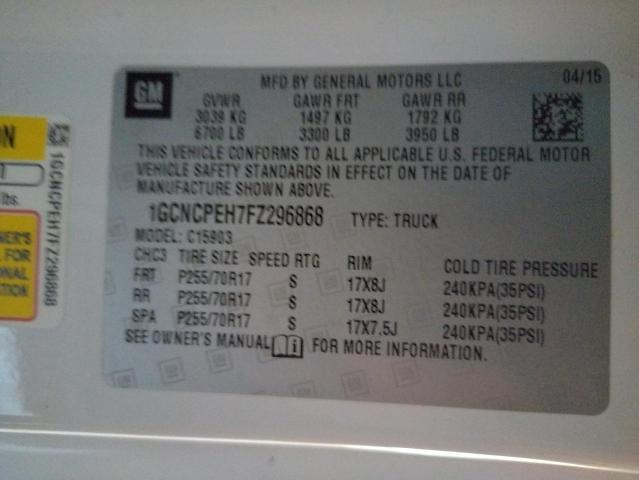 GM
MFD BY GENERAL MOTORS LLC 04/15
GVWR GAWR FRT GAWR RR
3039 KG 1497 KG 1792 KG
6700 LB 3300 LB 3950 LB
THIS VEHICLE CONFORMS TO ALL APPLICABLE U.S. FEDERAL MOTOR
VEHICLE SAFETY STANDARDS IN EFFECT ON THE DATE OF
MANUFACTURE SHOWN ABOVE.
1GCNCPEH7FZ296868 TYPE: TRUCK
MODEL: C15903
CHC3 TIRE SIZE SPEED RTG RIM COLD TIRE PRESSURE
FRT P255/70R17 S 17X8J 240KPA(35PSI)
RR P255/70R17 S 17X8J 240KPA(35PSI)
SPA P255/70R17 S 17X7.5J 240KPA(35PSI)
SEE OWNER'S MANUAL FOR MORE INFORMATION.
1GCNCPEH7FZ296868
lbs.
FOR